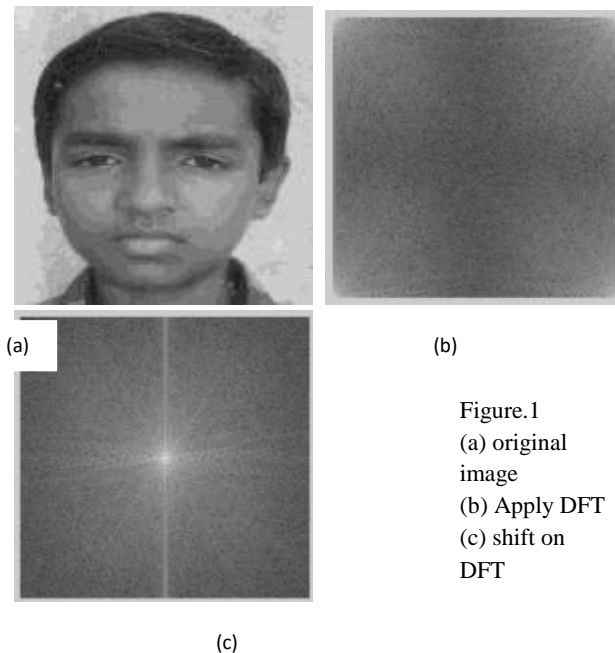 (a)
(b)
Figure.1
(a) original
image
(b) Apply DFT
(c) shift on
DFT
(c)